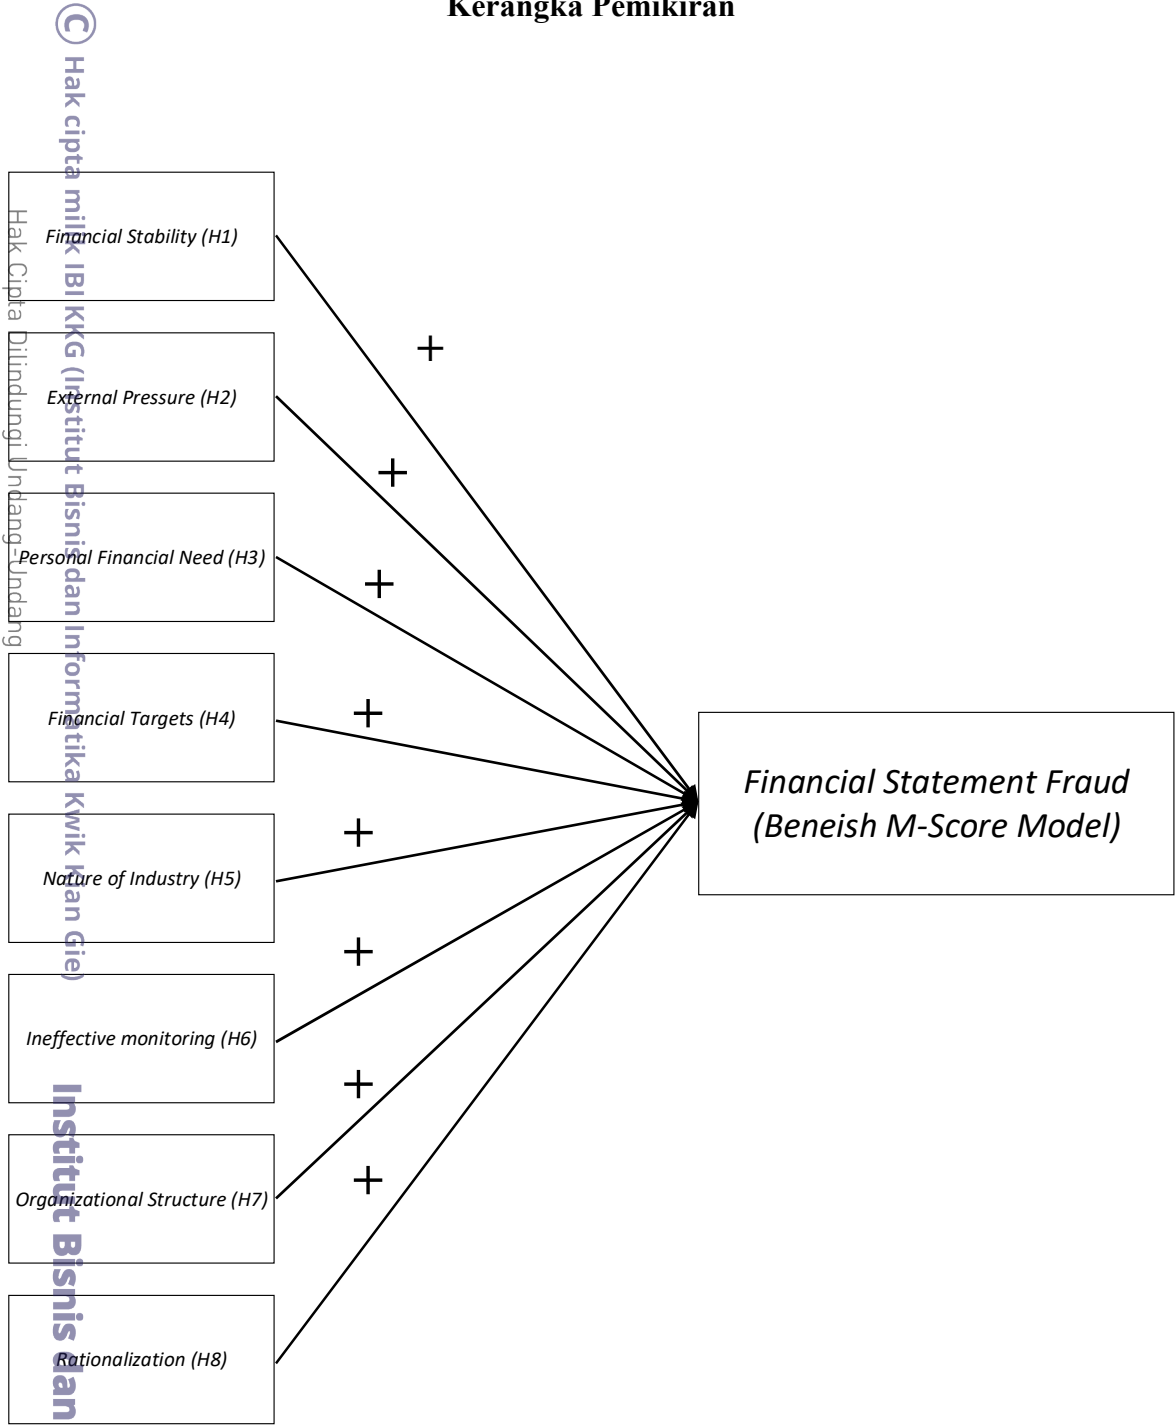 Kerangka Pemikiran
© Hak cipta milik IBI KKG (Institut Bisnis dan Informatika Kwik Kian Gie)
Hak Cipta Dilindungi Undang-Undang
Financial Stability (H1)
+
External Pressure (H2)
+
Personal Financial Need (H3)
+
Financial Targets (H4)
+
Financial Statement Fraud
(Beneish M-Score Model)
Nature of Industry (H5)
+
Ineffective monitoring (H6)
+
Organizational Structure (H7)
+
Rationalization (H8)
+
Institut Bisnis dan